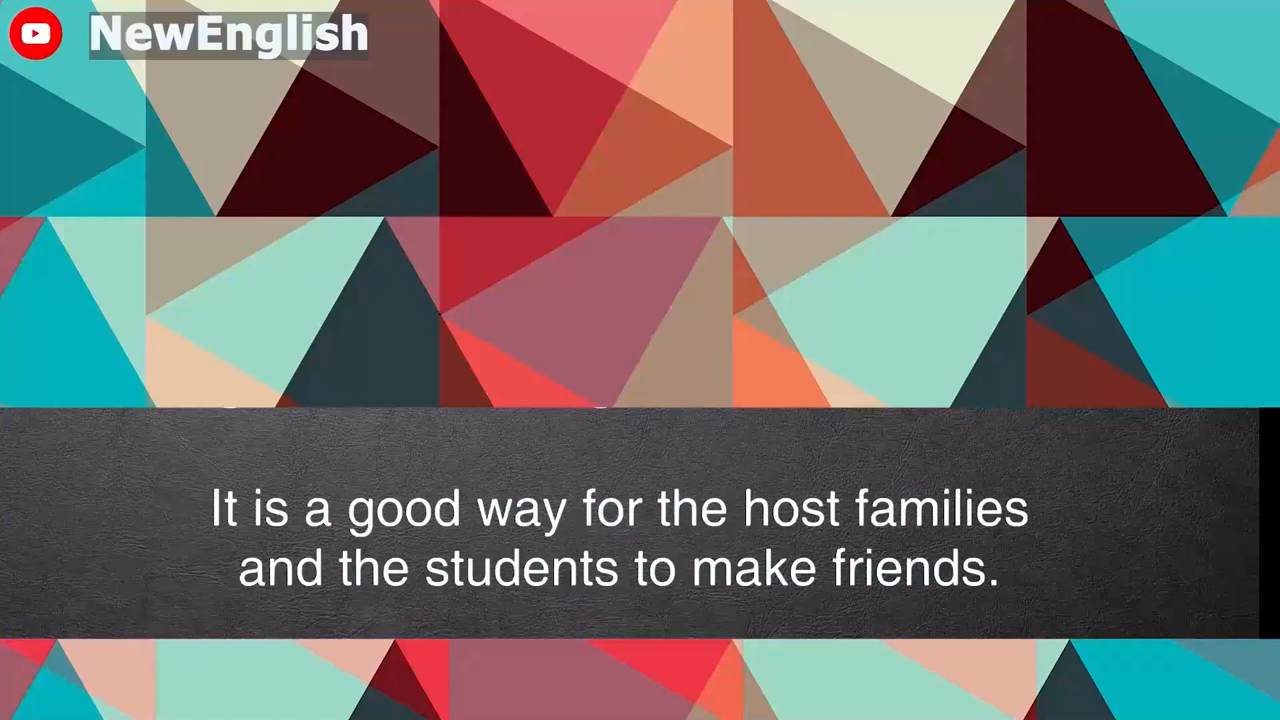 NewEnglish
It is a good way for the host families
and the students to make friends.